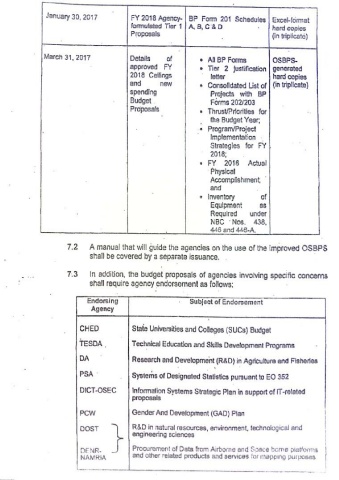 January 30, 2017
FY 2018 Agency-
formulated Tier 1
Proposals
BP Form 201 Schedules
A, B, C & D
Excel-format
hard copies
(in triplicate)
March 31, 2017
Details of
approved FY
2018 Ceilings
and new
spending
Budget
Proposals
• All BP Forms
• Tier 2 justification
letter
• Consolidated List of
Projects with BP
Forms 202/203
• Thrust/Priorities for
the Budget Year;
• Program/Project
Implementation
Strategies for FY
2018;
• FY 2016 Actual
Physical
Accomplishment;
and
• Inventory of
Equipment as
Required under
NBC Nos. 438,
446 and 446-A.
OSBPS-
generated
hard copies
(in triplicate)
7.2 A manual that will guide the agencies on the use of the improved OSBPS
shall be covered by a separate issuance.
7.3 In addition, the budget proposals of agencies involving specific concerns
shall require agency endorsement as follows:
Endorsing
Agency
Subject of Endorsement
CHED
State Universities and Colleges (SUCs) Budget
TESDA
Technical Education and Skills Development Programs
DA
Research and Development (R&D) in Agriculture and Fisheries
PSA
Systems of Designated Statistics pursuant to EO 352
DICT-OSEC
Information Systems Strategic Plan in support of IT-related
proposals
PCW
Gender And Development (GAD) Plan
DOST
R&D in natural resources, environment, technological and
engineering sciences
DENR-
NAMRIA
Procurement of Data from Airborne and Space borne platforms
and other related products and services for mapping purposes